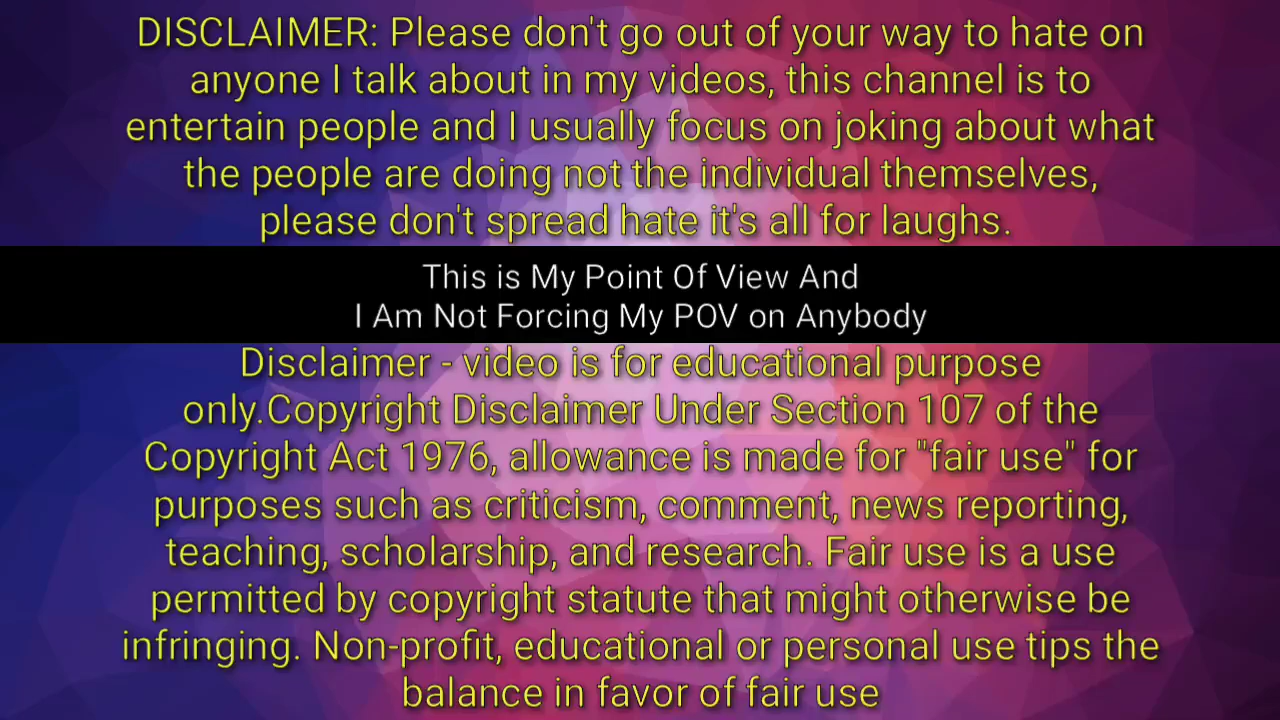 DISCLAIMER: Please don't go out of your way to hate on
anyone I talk about in my videos, this channel is to
entertain people and I usually focus on joking about what
the people are doing not the individual themselves,
please don't spread hate it's all for laughs.
This is My Point Of View And
I Am Not Forcing My POV on Anybody
Disclaimer - video is for educational purpose
only.Copyright Disclaimer Under Section 107 of the
Copyright Act 1976, allowance is made for "fair use" for
purposes such as criticism, comment, news reporting,
teaching, scholarship, and research. Fair use is a use
permitted by copyright statute that might otherwise be
infringing. Non-profit, educational or personal use tips the
balance in favor of fair use